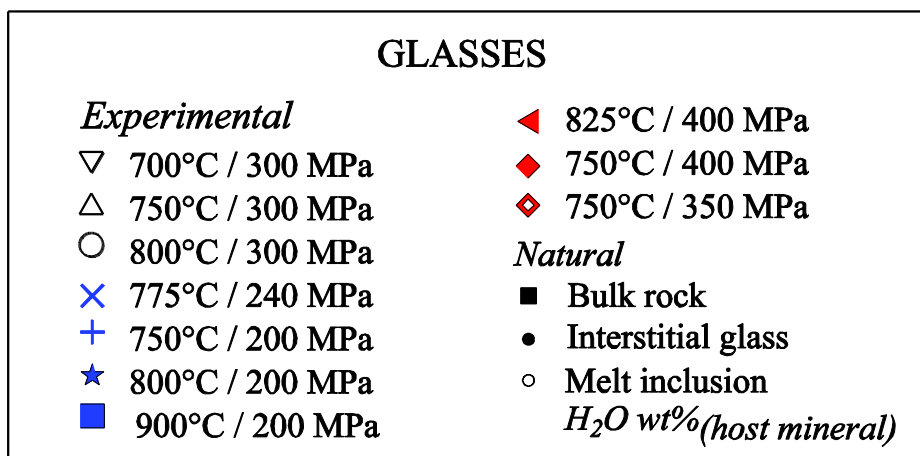 GLASSES
Experimental
700°C / 300 MPa
750°C / 300 MPa
800°C / 300 MPa
775°C / 240 MPa
750°C / 200 MPa
800°C / 200 MPa
900°C / 200 MPa
825°C / 400 MPa
750°C / 400 MPa
750°C / 350 MPa
Natural
Bulk rock
Interstitial glass
Melt inclusion
H₂O wt% (host mineral)